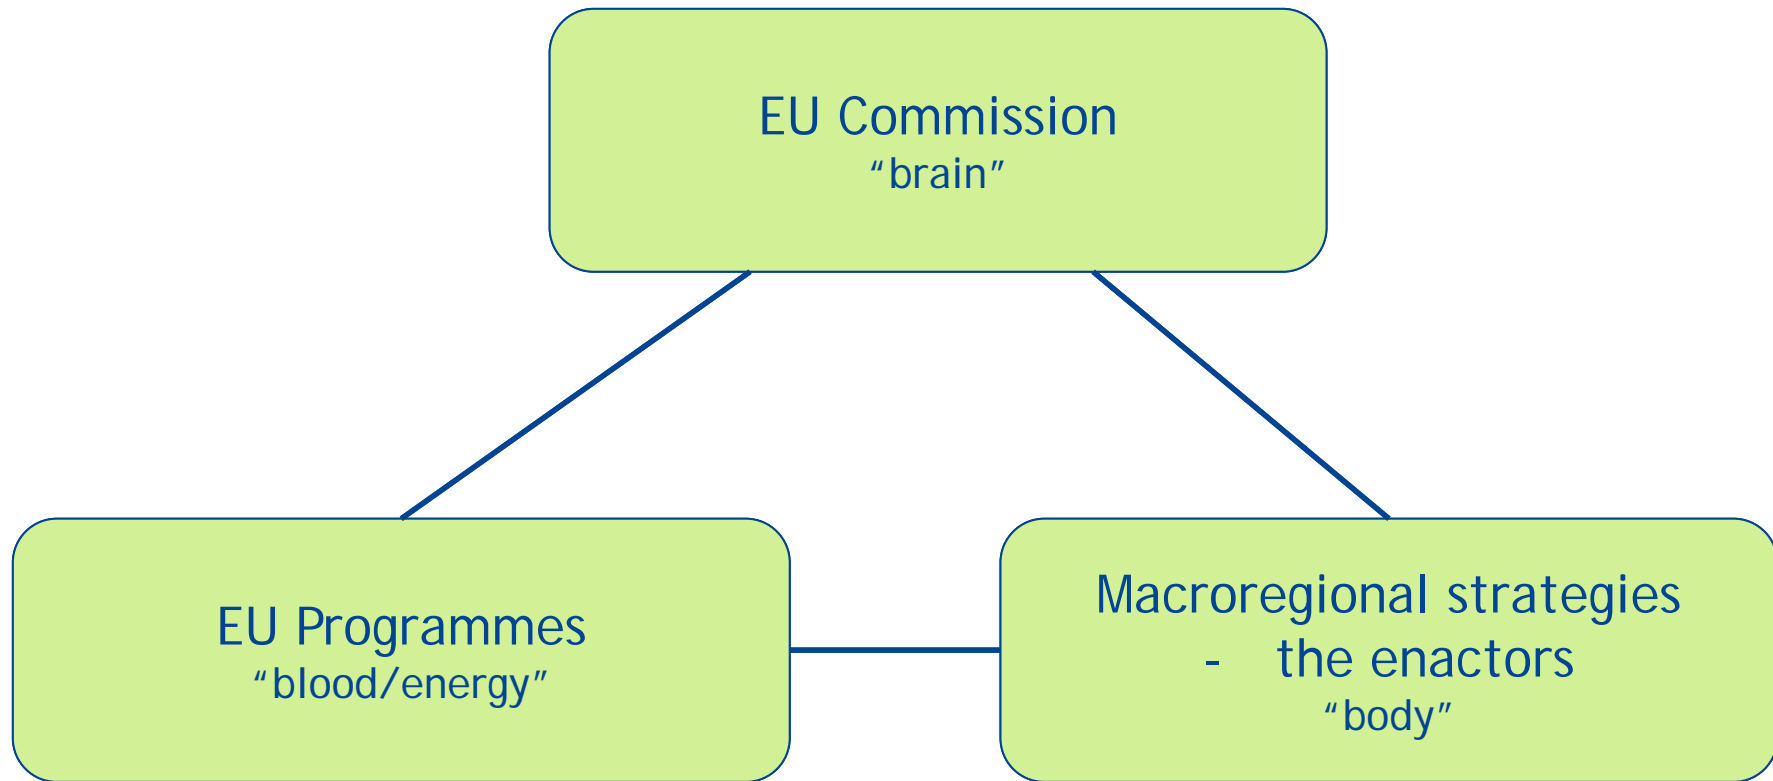 EU Commission
“brain”
EU Programmes
“blood/energy”
Macroregional strategies
- the enactors
“body”